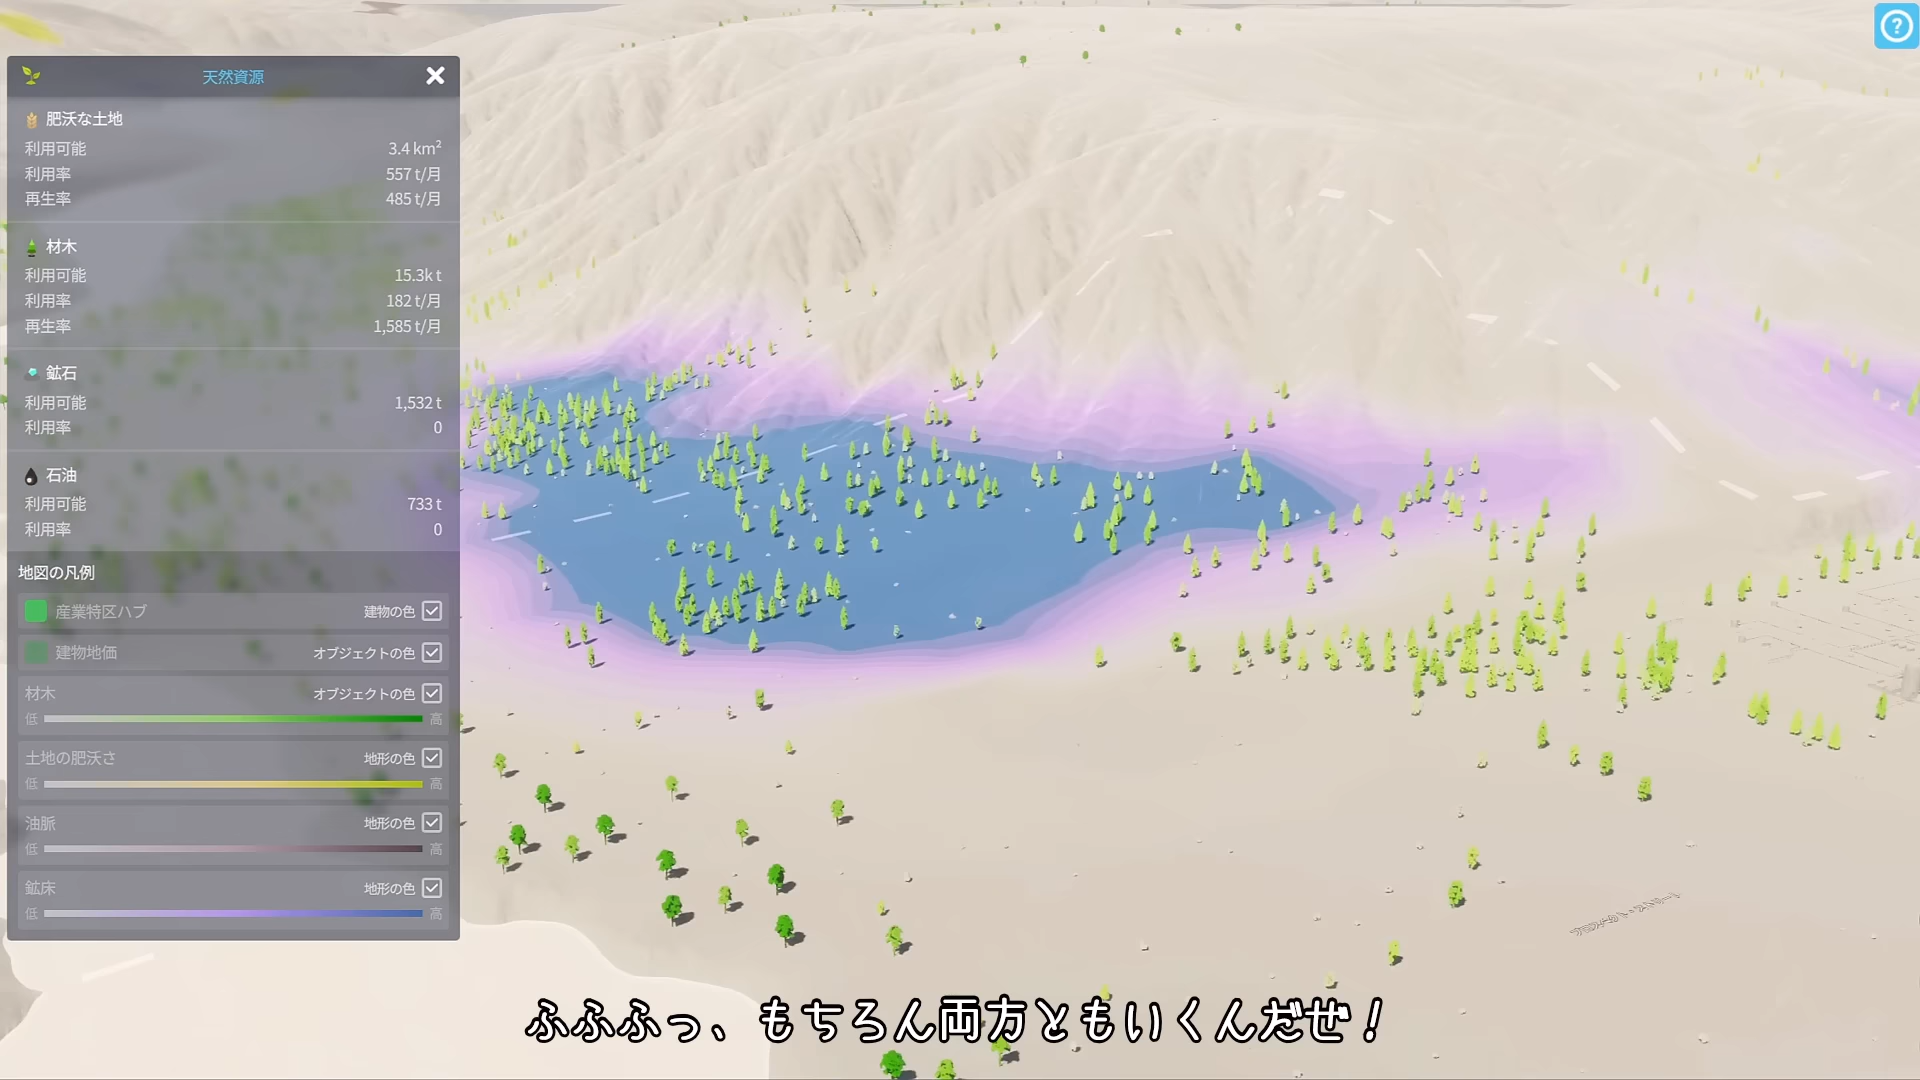 天然資源
肥沃な土地
利用可能 3.4 km²
利用率 557 t/月
再生率 485 t/月
材木
利用可能 15.3k t
利用率 182 t/月
再生率 1,585 t/月
鉱石
利用可能 1,532 t
利用率 0
石油
利用可能 733 t
利用率 0
地図の凡例
産業特区ハブ 建物の色
建物地価 オブジェクトの色
材木 オブジェクトの色
低 高
土地の肥沃さ 地形の色
低 高
油脈 地形の色
低 高
鉱床 地形の色
低 高
ふふふっ、もちろん両方ともいくんだぜ！